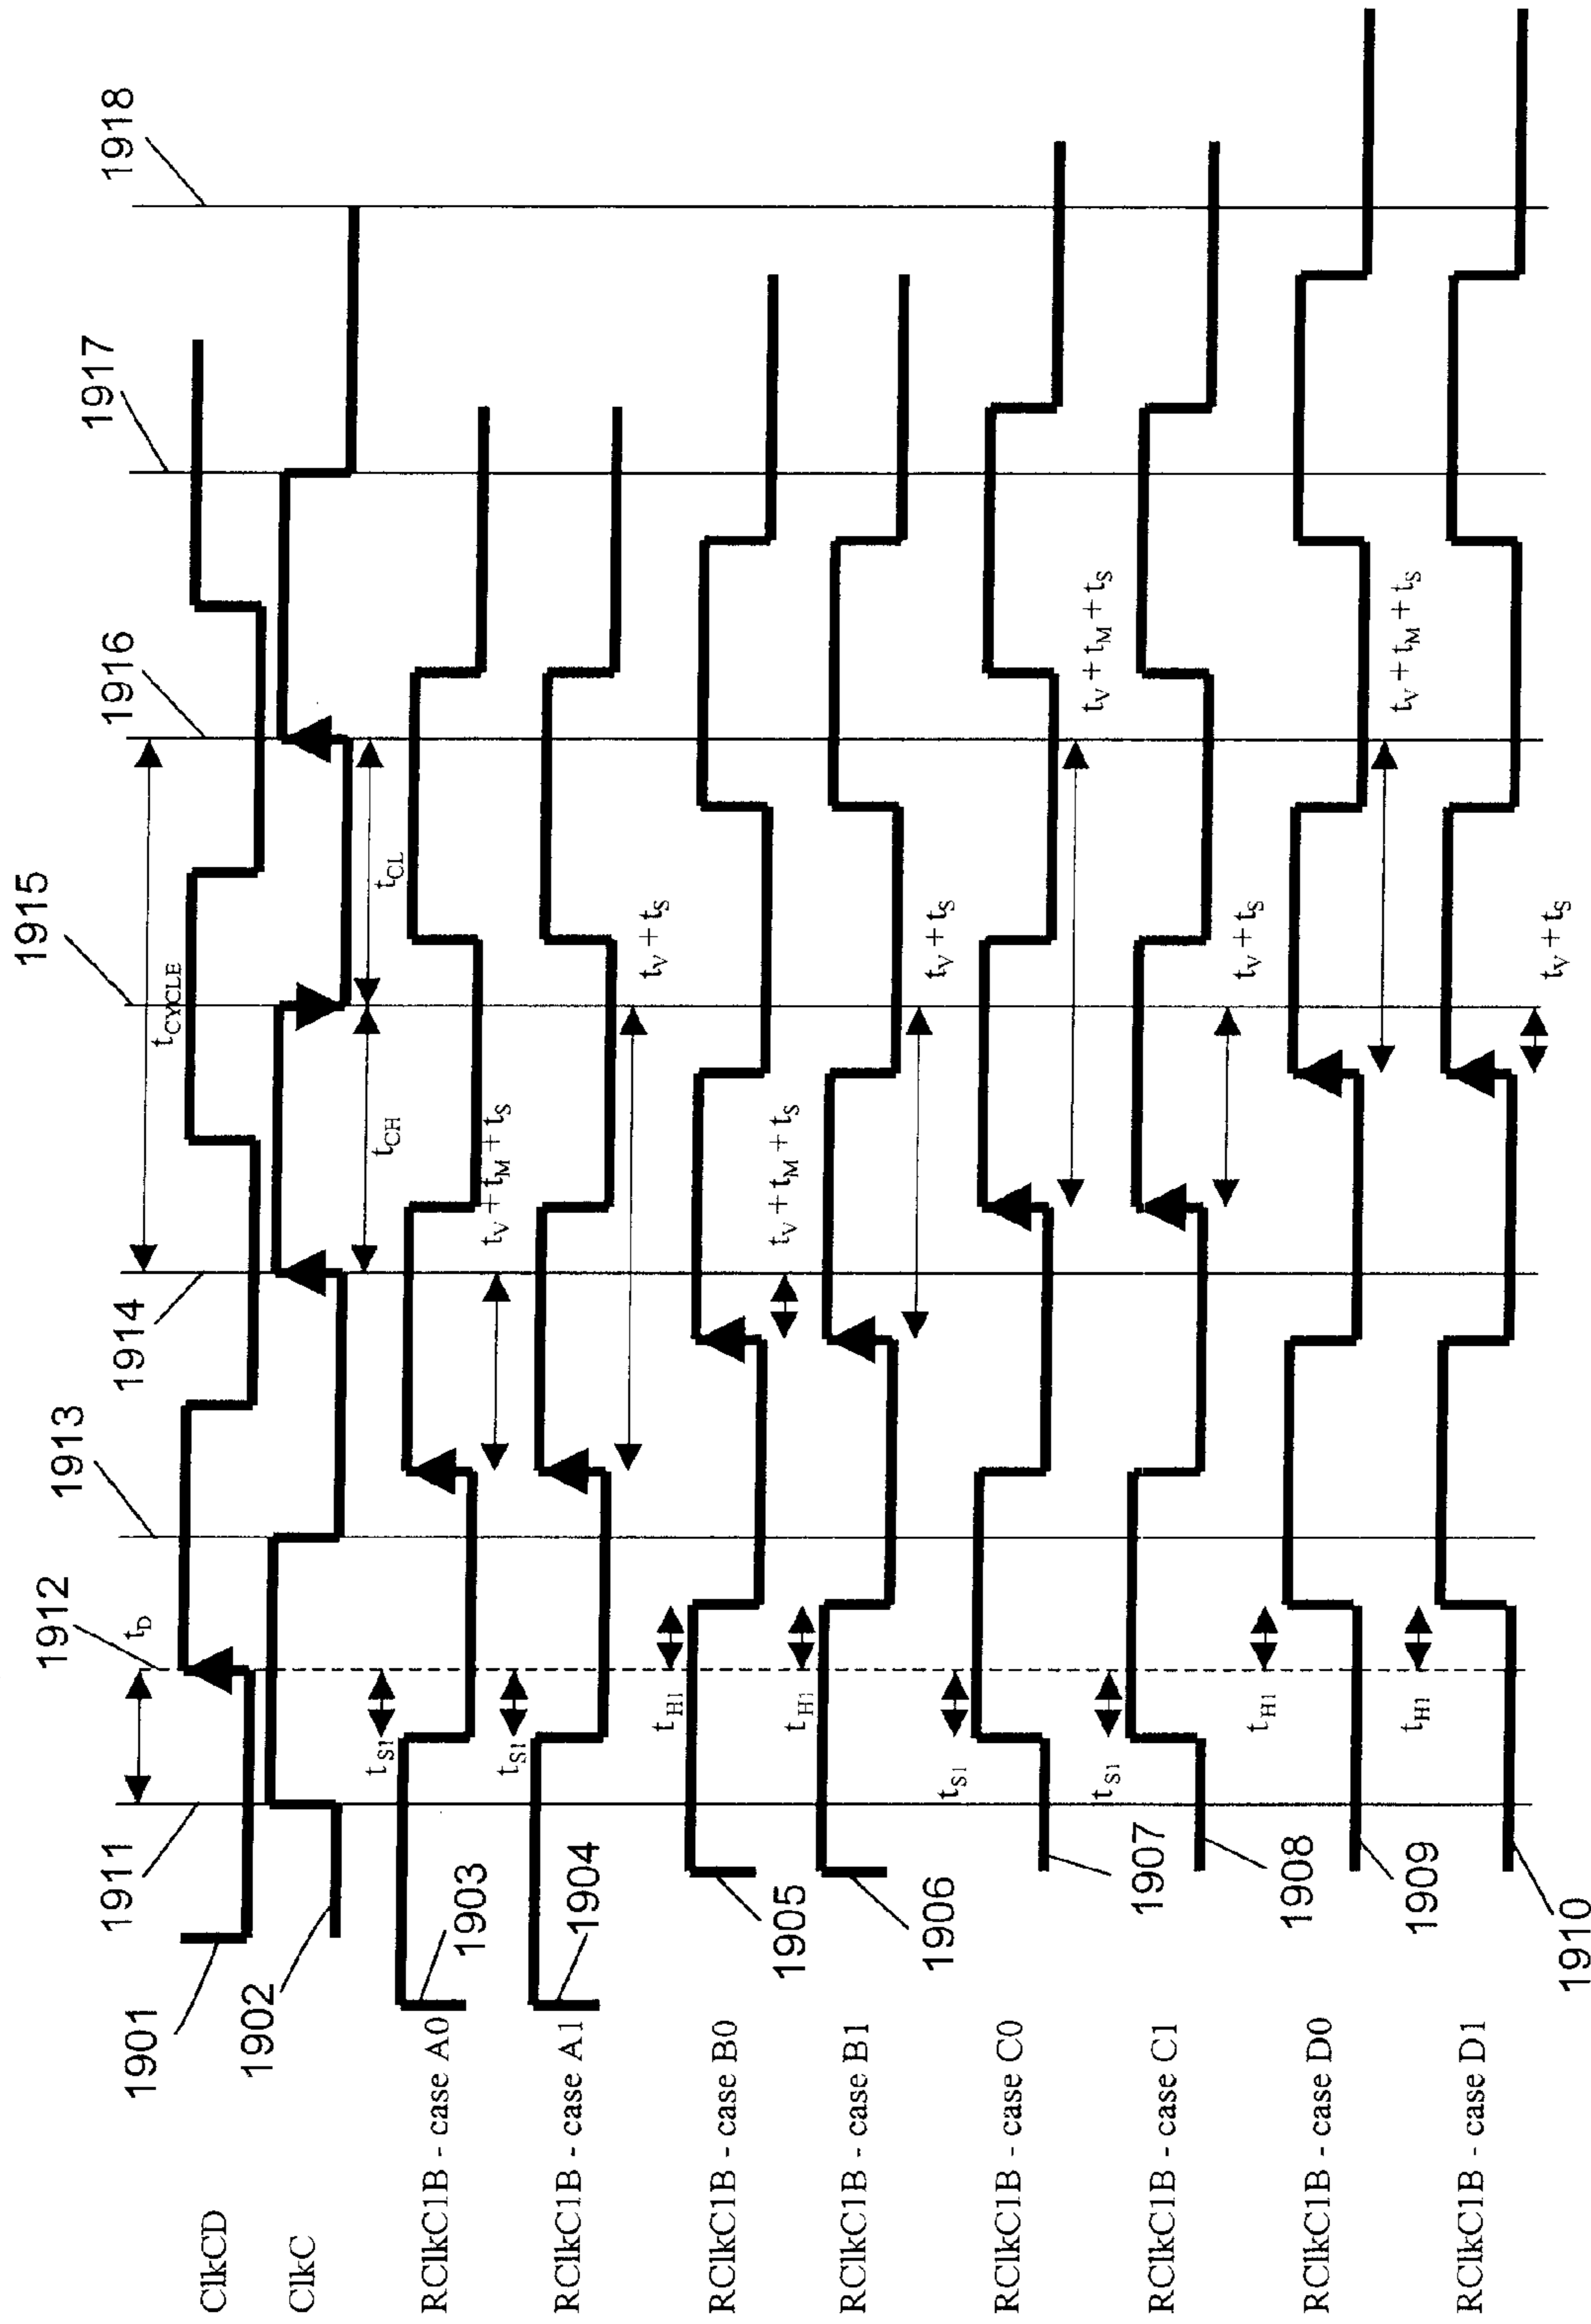 1911
1912
1913
1914
1915
1916
1917
1918
t_D
t_CYCLE
1901
ClkCD
1902
ClkC
t_CH
t_CL
1903
RClkC1B - case A0
t_S1
t_V + t_M + t_S
1904
RClkC1B - case A1
t_S1
t_V + t_S
1905
RClkC1B - case B0
t_H1
t_V + t_M + t_S
1906
RClkC1B - case B1
t_H1
t_V + t_S
1907
RClkC1B - case C0
t_S1
t_V + t_M + t_S
1908
RClkC1B - case C1
t_S1
t_V + t_S
1909
RClkC1B - case D0
t_H1
t_V + t_M + t_S
1910
RClkC1B - case D1
t_H1
t_V + t_S